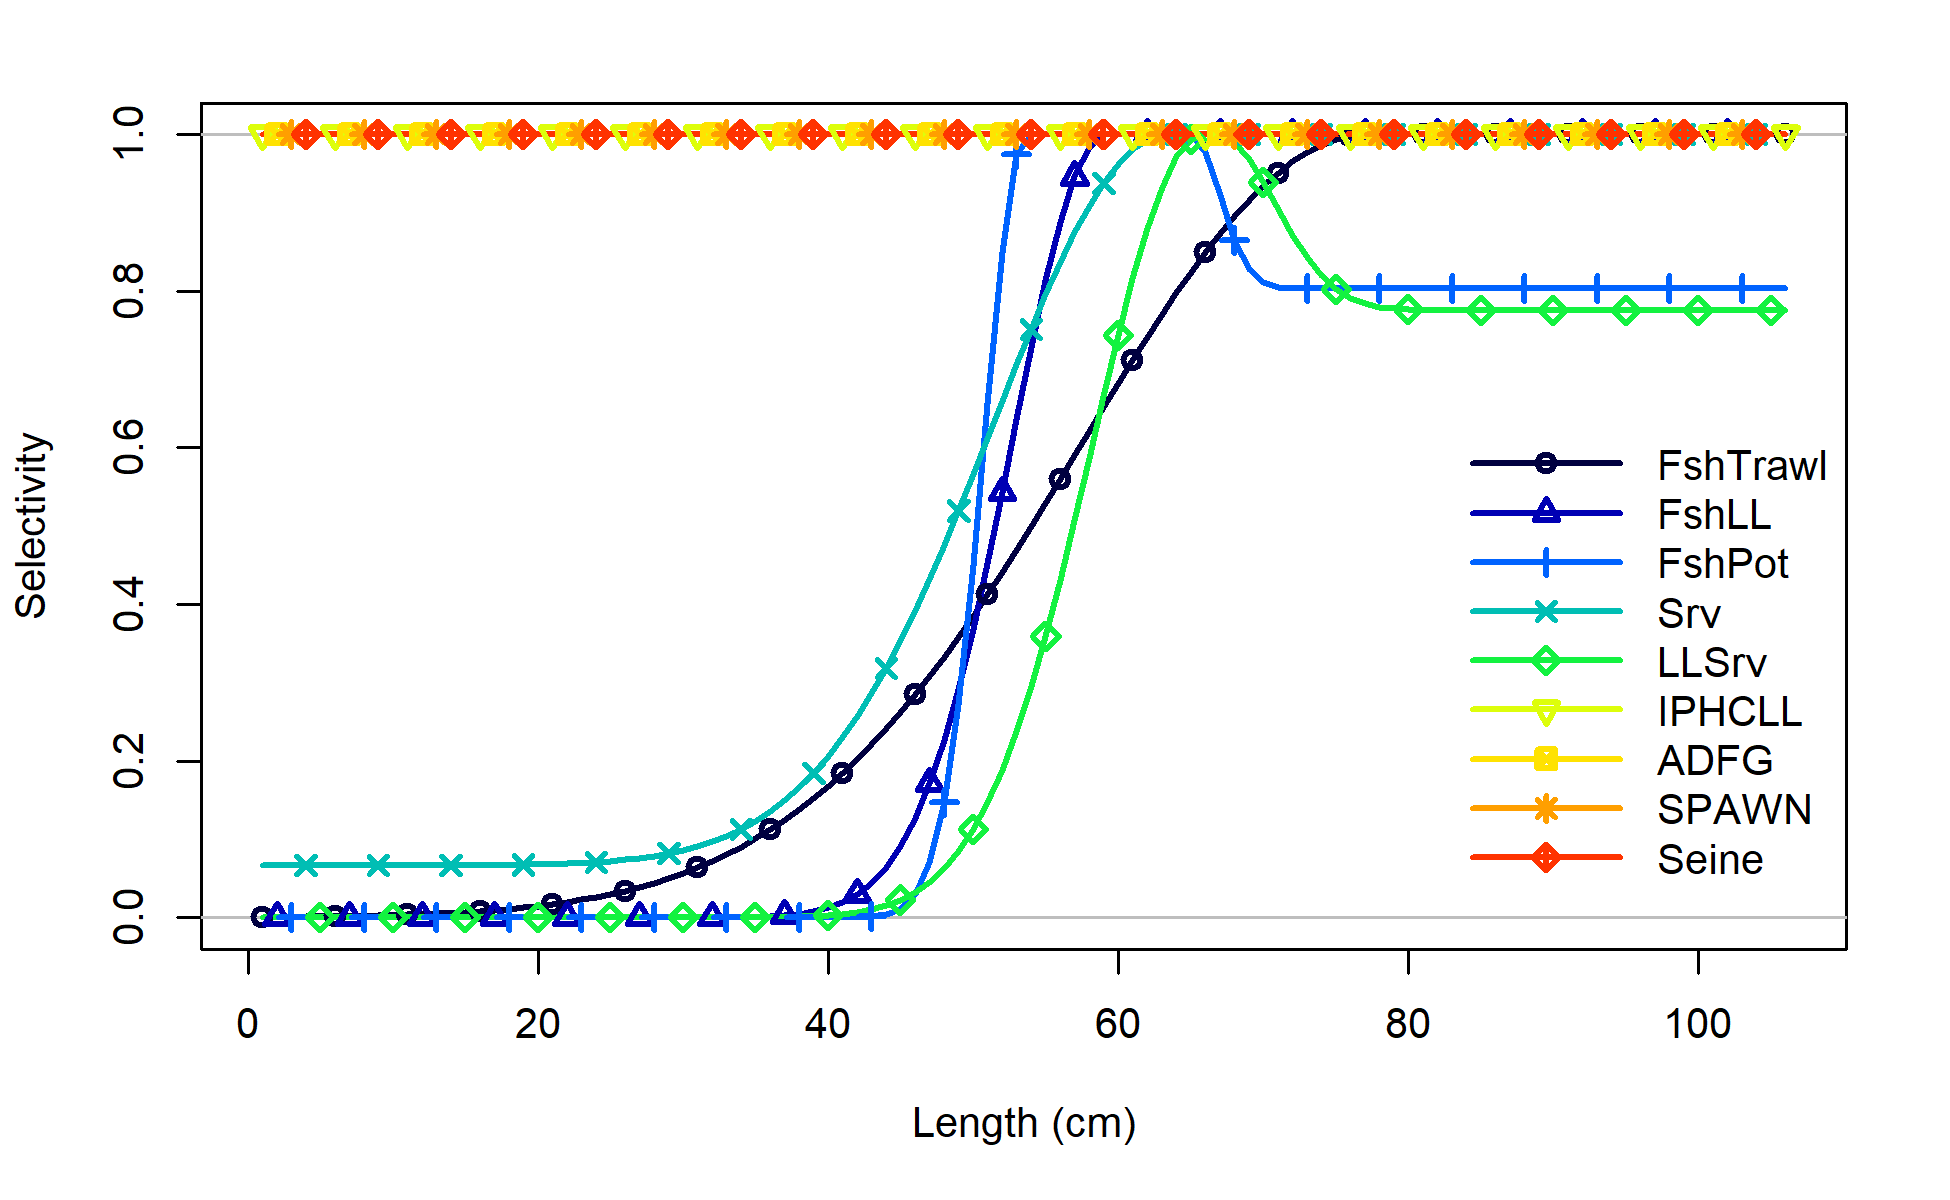 1.0
0.8
0.6
0.4
0.2
0.0
Selectivity
FshTrawl
FshLL
FshPot
Srv
LLSrv
IPHCLL
ADFG
SPAWN
Seine
0 20 40 60 80 100
Length (cm)